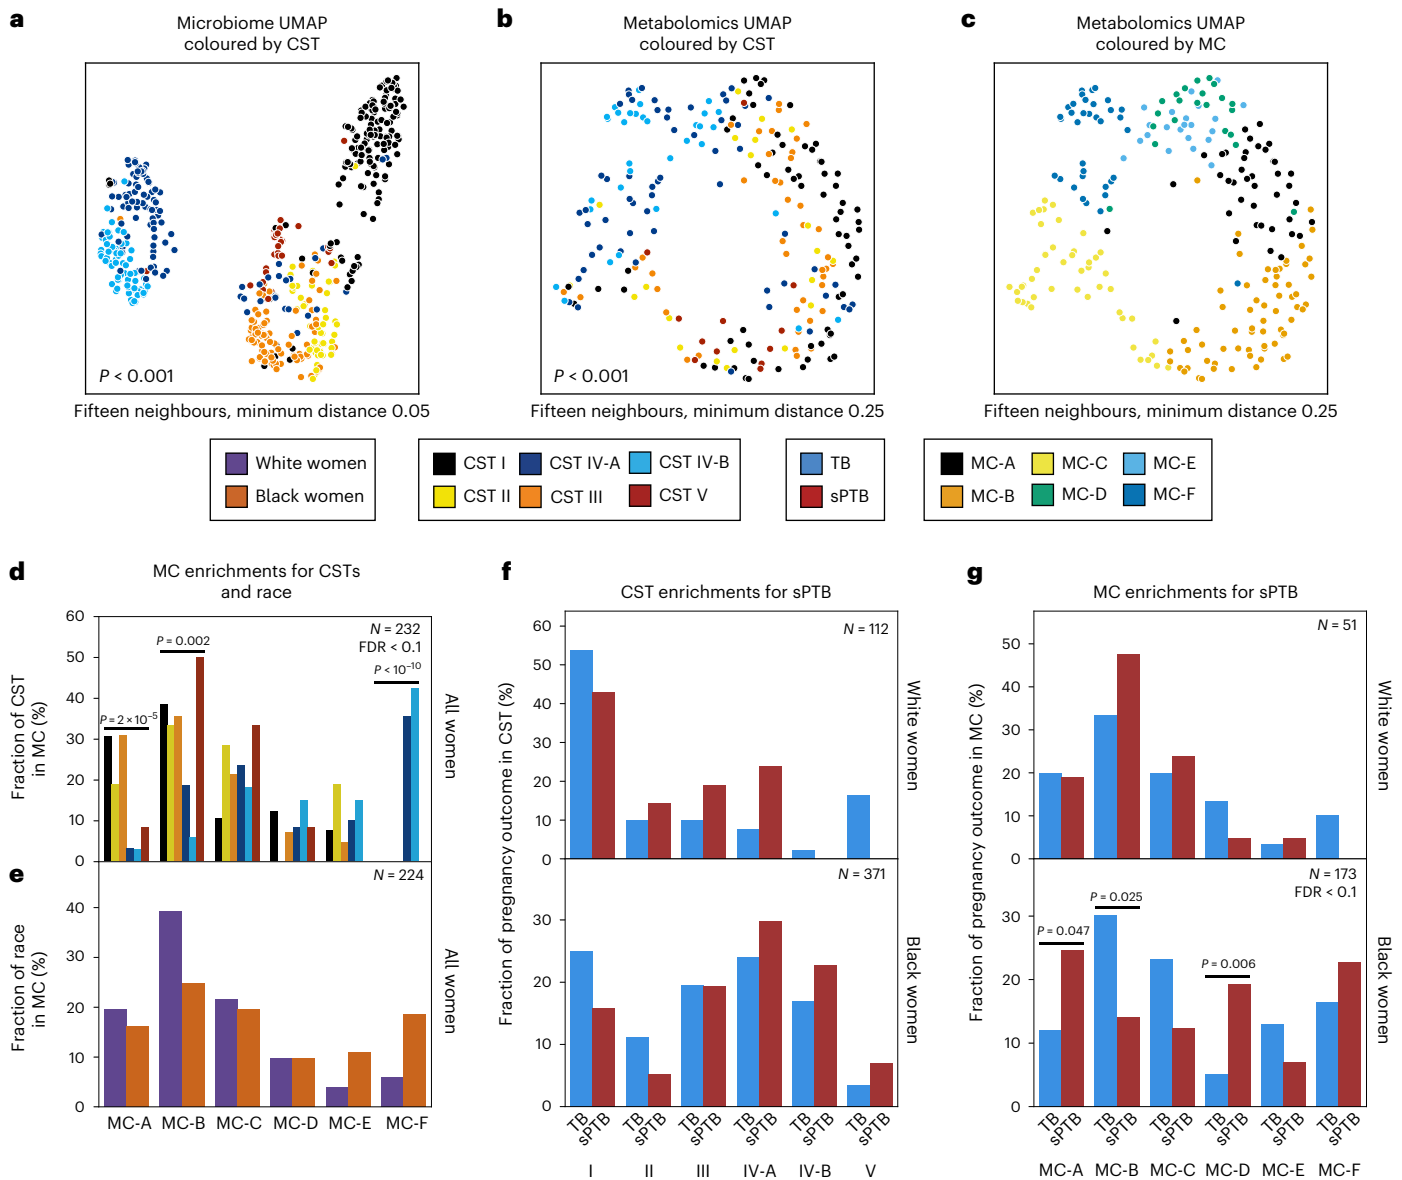 a
Microbiome UMAP
coloured by CST
P < 0.001
Fifteen neighbours, minimum distance 0.05
b
Metabolomics UMAP
coloured by CST
P < 0.001
Fifteen neighbours, minimum distance 0.25
c
Metabolomics UMAP
coloured by MC
Fifteen neighbours, minimum distance 0.25
White women
Black women
CST I
CST IV-A
CST IV-B
CST II
CST III
CST V
TB
sPTB
MC-A
MC-C
MC-E
MC-B
MC-D
MC-F
d
MC enrichments for CSTs
and race
Fraction of CST
in MC (%)
60
50
40
30
20
10
0
P = 2 × 10⁻⁵
P = 0.002
N = 232
FDR < 0.1
P < 10⁻¹⁰
All women
e
Fraction of race
in MC (%)
40
30
20
10
0
N = 224
All women
MC-A
MC-B
MC-C
MC-D
MC-E
MC-F
f
CST enrichments for sPTB
Fraction of pregnancy outcome in CST (%)
60
50
40
30
20
10
0
N = 112
White women
30
20
10
0
N = 371
Black women
TB
sPTB
TB
sPTB
TB
sPTB
TB
sPTB
TB
sPTB
TB
sPTB
I
II
III
IV-A
IV-B
V
g
MC enrichments for sPTB
Fraction of pregnancy outcome in MC (%)
50
40
30
20
10
0
N = 51
White women
30
20
10
0
N = 173
FDR < 0.1
P = 0.047
P = 0.025
P = 0.006
Black women
TB
sPTB
TB
sPTB
TB
sPTB
TB
sPTB
TB
sPTB
TB
sPTB
MC-A
MC-B
MC-C
MC-D
MC-E
MC-F